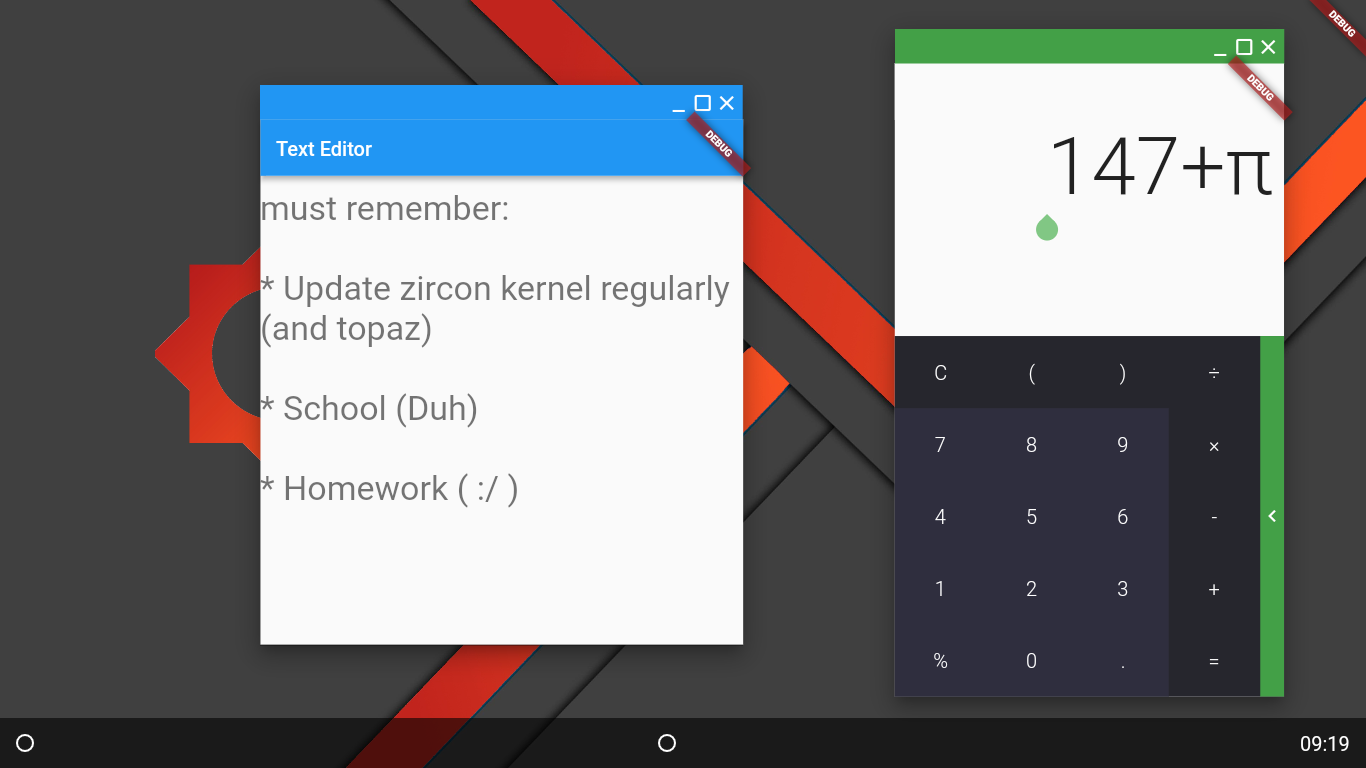 DEBUG
DEBUG
DEBUG
Text Editor
must remember:
* Update zircon kernel regularly
(and topaz)
* School (Duh)
* Homework ( :/ )
147+π
C ( ) ÷
7 8 9 ×
4 5 6 -
1 2 3 +
% 0 . =
09:19